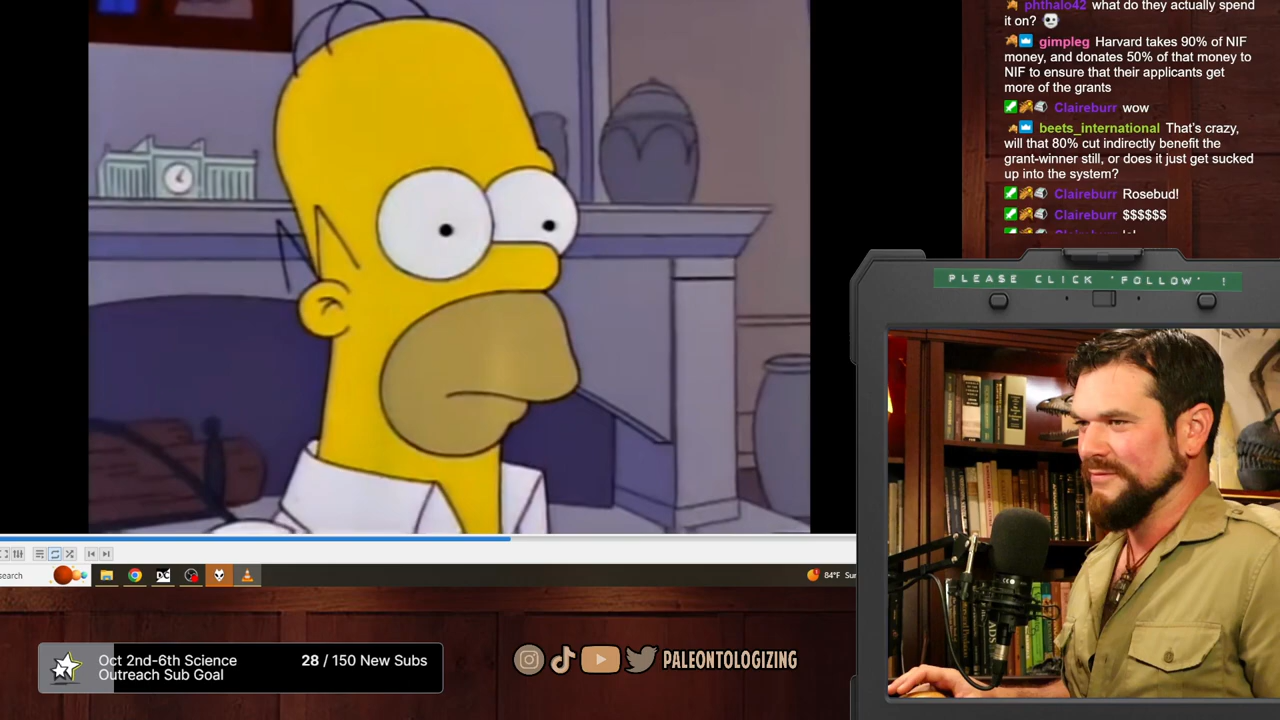 phthalo42 what do they actually spend
it on?
gimpleg Harvard takes 90% of NIF
money, and donates 50% of that money to
NIF to ensure that their applicants get
more of the grants
Claireburr wow
beets_international That's crazy,
will that 80% cut indirectly benefit the
grant-winner still, or does it just get sucked
up into the system?
Claireburr Rosebud!
Claireburr $$$$$$
PLEASE CLICK "FOLLOW" !
search
84°F Sun
Oct 2nd-6th Science
Outreach Sub Goal
28 / 150 New Subs
PALEONTOLOGIZING